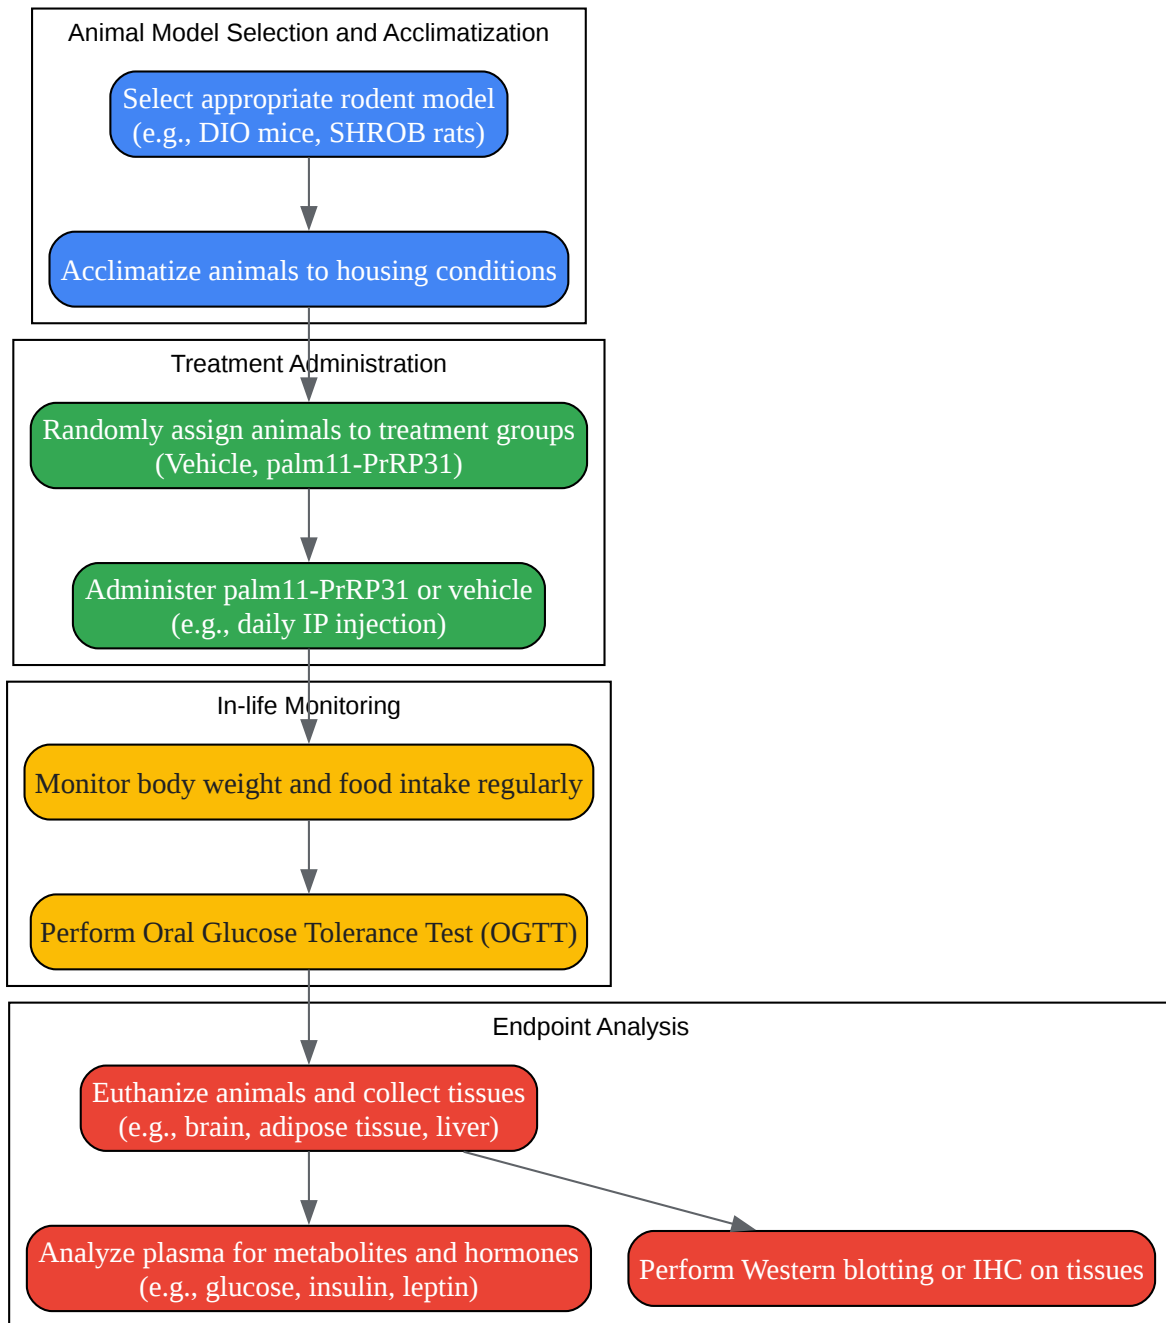 Animal Model Selection and Acclimatization
Select appropriate rodent model
(e.g., DIO mice, SHROB rats)
Acclimatize animals to housing conditions
Treatment Administration
Randomly assign animals to treatment groups
(Vehicle, palm11-PrRP31)
Administer palm11-PrRP31 or vehicle
(e.g., daily IP injection)
In-life Monitoring
Monitor body weight and food intake regularly
Perform Oral Glucose Tolerance Test (OGTT)
Endpoint Analysis
Euthanize animals and collect tissues
(e.g., brain, adipose tissue, liver)
Analyze plasma for metabolites and hormones
(e.g., glucose, insulin, leptin)
Perform Western blotting or IHC on tissues